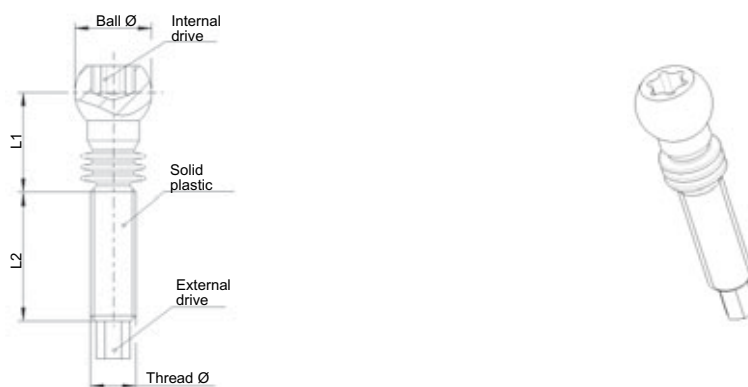 Ball Ø
Internal
drive
L1
Solid
plastic
L2
External
drive
Thread Ø